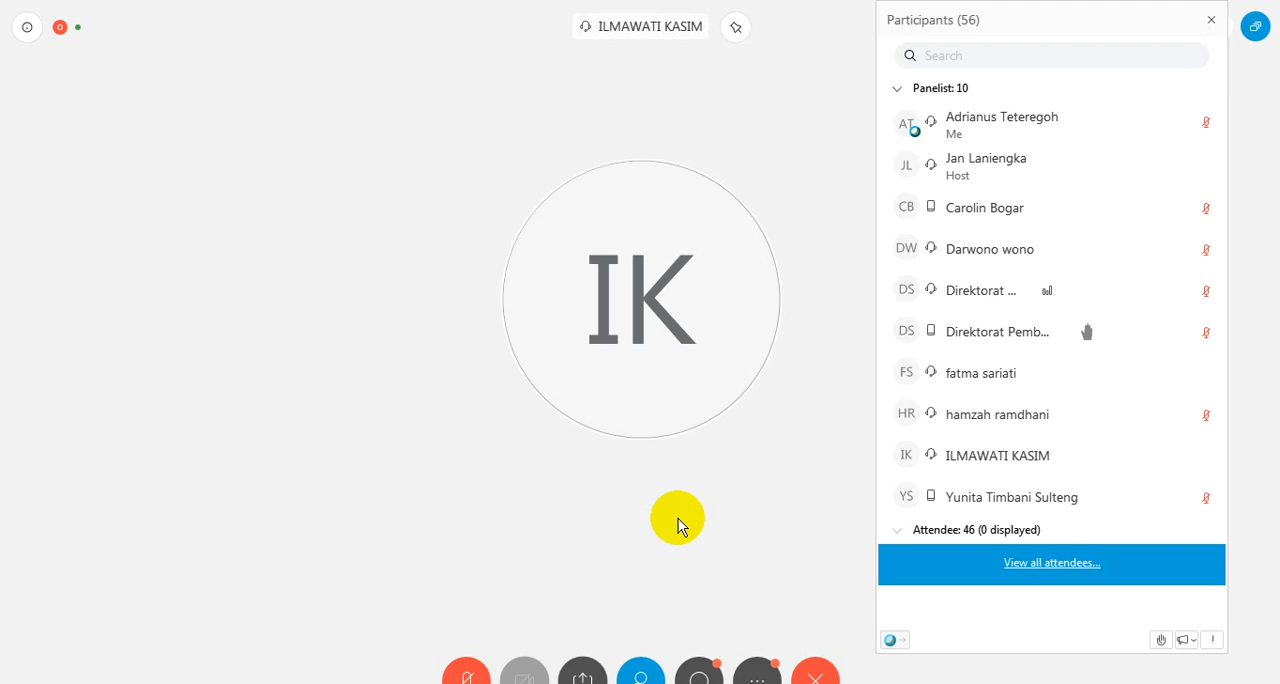 ILMAWATI KASIM
IK
Participants (56)
Search
Panelist: 10
AT
Adrianus Teteregoh
Me
JL
Jan Laniengka
Host
CB
Carolin Bogar
DW
Darwono wono
DS
Direktorat ...
DS
Direktorat Pemb...
FS
fatma sariati
HR
hamzah ramdhani
IK
ILMAWATI KASIM
YS
Yunita Timbani Sulteng
Attendee: 46 (0 displayed)
View all attendees...